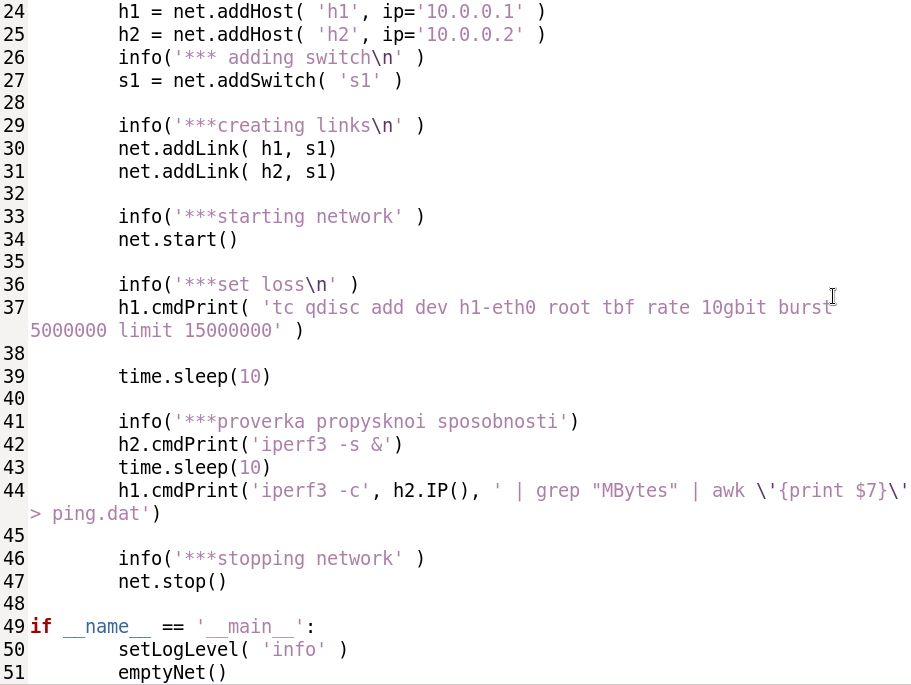 24         h1 = net.addHost( 'h1', ip='10.0.0.1' )
25         h2 = net.addHost( 'h2', ip='10.0.0.2' )
26         info('*** adding switch\n' )
27         s1 = net.addSwitch( 's1' )
28
29         info('***creating links\n' )
30         net.addLink( h1, s1)
31         net.addLink( h2, s1)
32
33         info('***starting network' )
34         net.start()
35
36         info('***set loss\n' )
37         h1.cmdPrint( 'tc qdisc add dev h1-eth0 root tbf rate 10gbit burst
5000000 limit 15000000' )
38
39         time.sleep(10)
40
41         info('***proverka propysknoi sposobnosti')
42         h2.cmdPrint('iperf3 -s &')
43         time.sleep(10)
44         h1.cmdPrint('iperf3 -c', h2.IP(), ' | grep "MBytes" | awk \'{print $7}\'
> ping.dat')
45
46         info('***stopping network' )
47         net.stop()
48
49 if __name__ == '__main__':
50         setLogLevel( 'info' )
51         emptyNet()